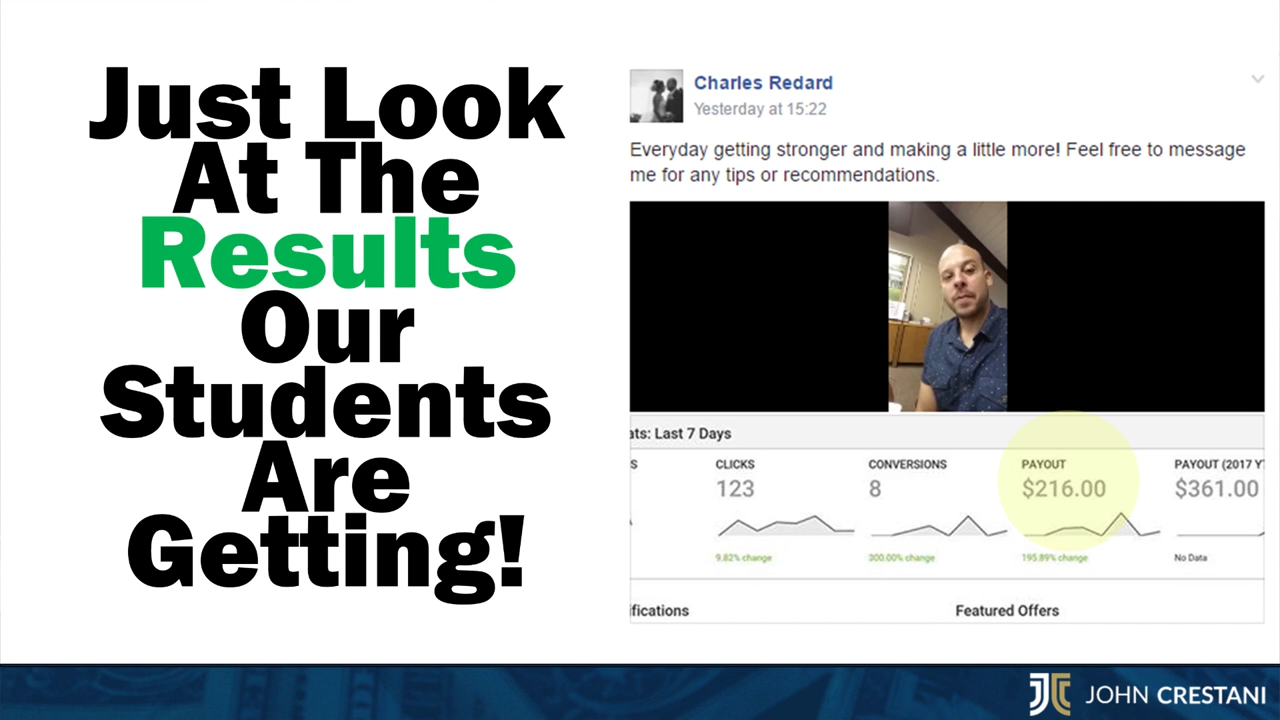 Just Look
At The
Results
Our
Students
Are
Getting!
Charles Redard
Yesterday at 15:22
Everyday getting stronger and making a little more! Feel free to message
me for any tips or recommendations.
ats: Last 7 Days
S CLICKS CONVERSIONS PAYOUT PAYOUT (2017 YT
123 8 $216.00 $361.00
9.82% change 300.00% change 195.89% change No Data
ifications Featured Offers
JC JOHN CRESTANI